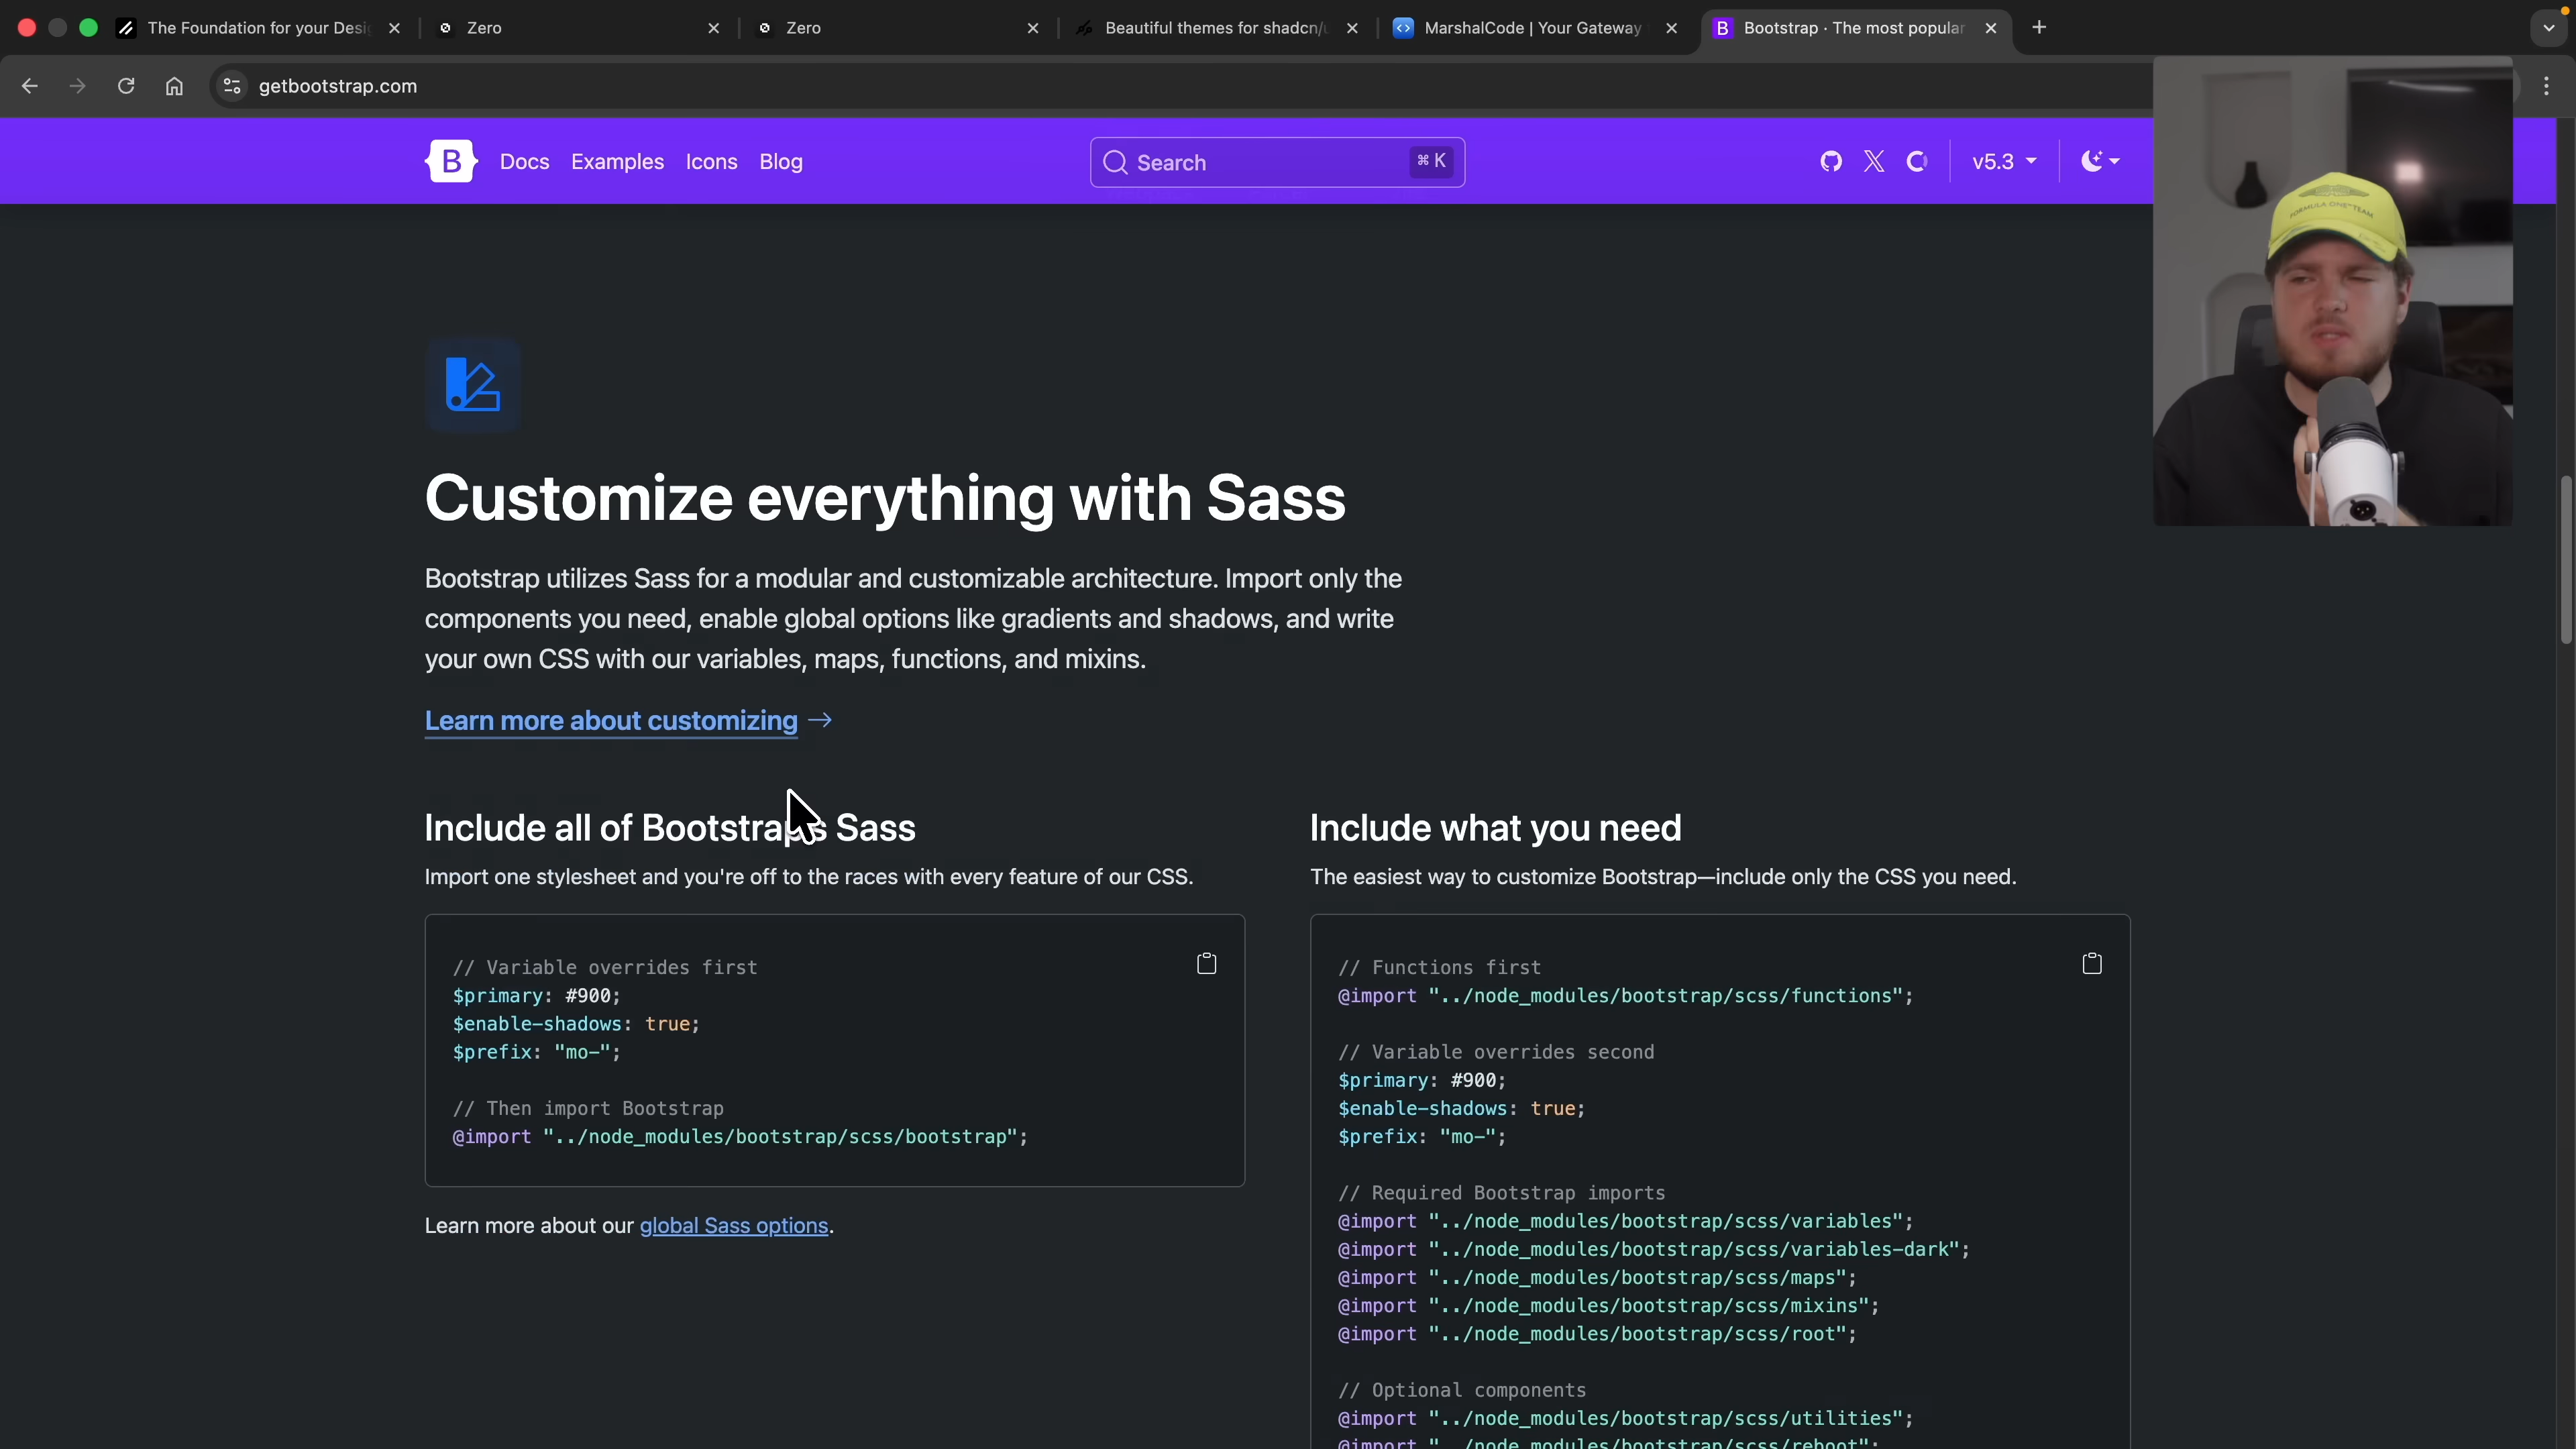 The Foundation for your Desi
Zero
Zero
Beautiful themes for shadcn/u
MarshalCode | Your Gateway
B Bootstrap · The most popular
getbootstrap.com
B
Docs
Examples
Icons
Blog
Search
⌘ K
v5.3
FORMULA ONE™ TEAM
Customize everything with Sass
Bootstrap utilizes Sass for a modular and customizable architecture. Import only the
components you need, enable global options like gradients and shadows, and write
your own CSS with our variables, maps, functions, and mixins.
Learn more about customizing →
Include all of Bootstrap's Sass
Import one stylesheet and you're off to the races with every feature of our CSS.
// Variable overrides first
$primary: #900;
$enable-shadows: true;
$prefix: "mo-";
// Then import Bootstrap
@import "../node_modules/bootstrap/scss/bootstrap";
Learn more about our global Sass options.
Include what you need
The easiest way to customize Bootstrap—include only the CSS you need.
// Functions first
@import "../node_modules/bootstrap/scss/functions";
// Variable overrides second
$primary: #900;
$enable-shadows: true;
$prefix: "mo-";
// Required Bootstrap imports
@import "../node_modules/bootstrap/scss/variables";
@import "../node_modules/bootstrap/scss/variables-dark";
@import "../node_modules/bootstrap/scss/maps";
@import "../node_modules/bootstrap/scss/mixins";
@import "../node_modules/bootstrap/scss/root";
// Optional components
@import "../node_modules/bootstrap/scss/utilities";
@import "../node_modules/bootstrap/scss/reboot";